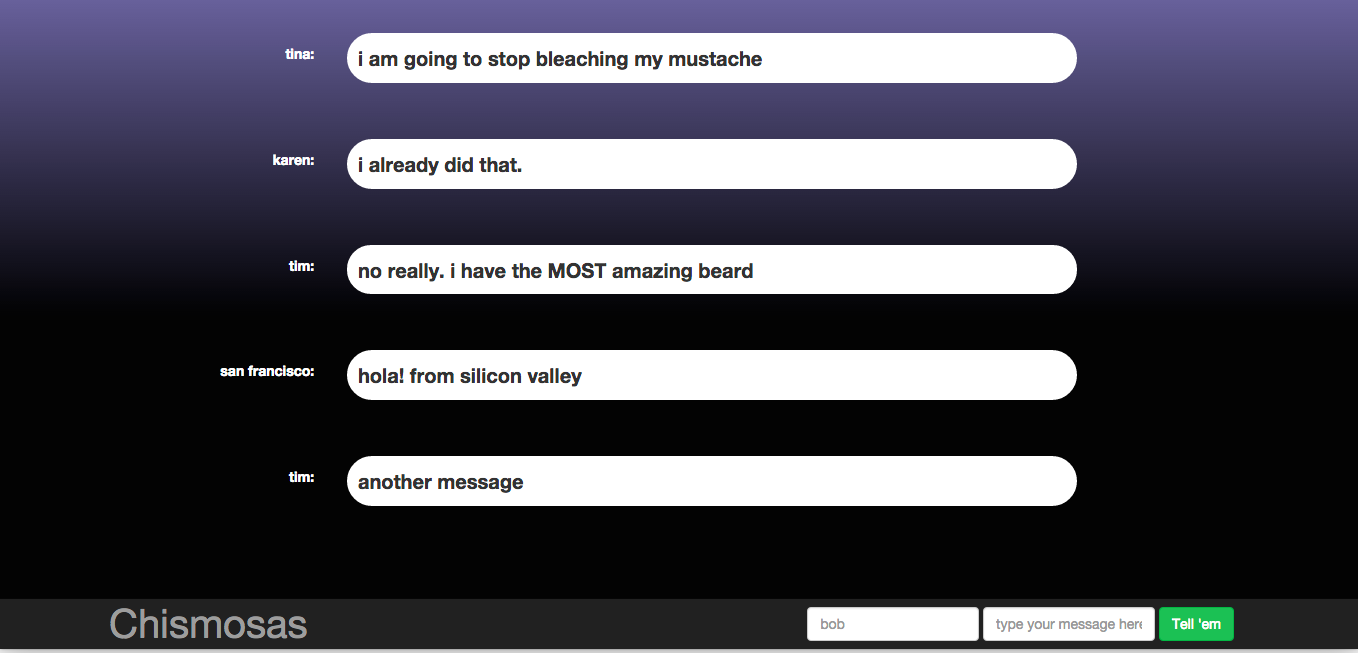 tina: i am going to stop bleaching my mustache
karen: i already did that.
tim: no really. i have the MOST amazing beard
san francisco: hola! from silicon valley
tim: another message
Chismosas bob type your message here Tell 'em